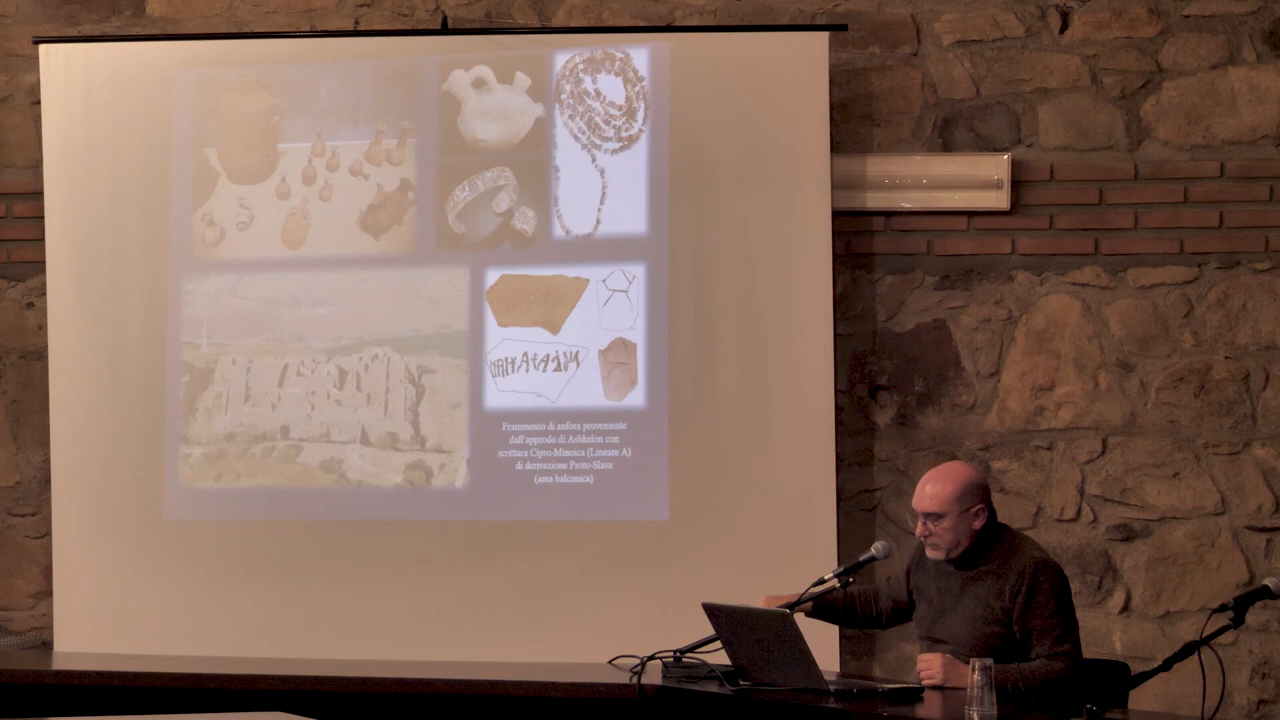 Frammento di anfora proveniente
dall'approdo di Ashkelon con
scrittura Cipro-Minoica (Lineare A)
di derivazione Proto-Slava
(area balcanica)